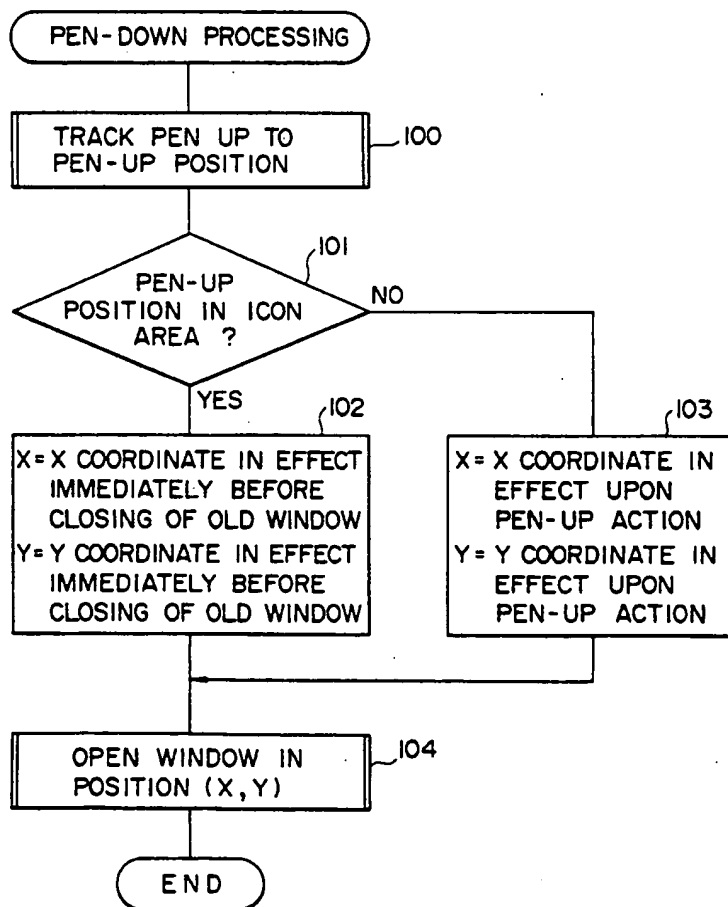 PEN-DOWN PROCESSING
TRACK PEN UP TO
PEN-UP POSITION
100
101
PEN-UP
POSITION IN ICON
AREA ?
NO
YES
102
X = X COORDINATE IN EFFECT
IMMEDIATELY BEFORE
CLOSING OF OLD WINDOW
Y = Y COORDINATE IN EFFECT
IMMEDIATELY BEFORE
CLOSING OF OLD WINDOW
103
X = X COORDINATE IN
EFFECT UPON
PEN-UP ACTION
Y = Y COORDINATE IN
EFFECT UPON
PEN-UP ACTION
OPEN WINDOW IN
POSITION (X,Y)
104
END